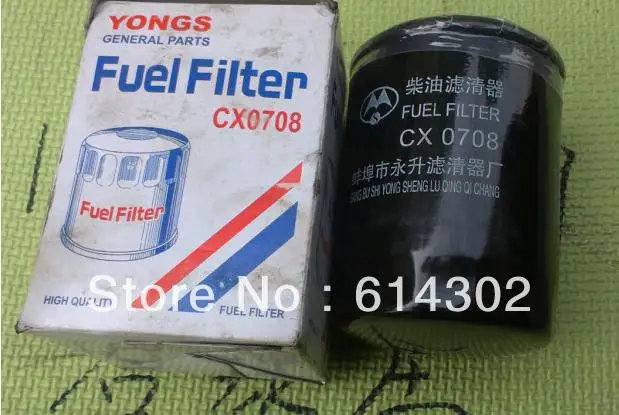 YONGS
GENERAL PARTS
Fuel Filter
CX0708
Fuel Filter
HIGH QUALITY
FUEL FILTER
柴油滤清器
FUEL FILTER
CX 0708
蚌埠市永升滤清器厂
BANG BU SHI YONG SHENG LU QING QI CHANG
Store No : 614302